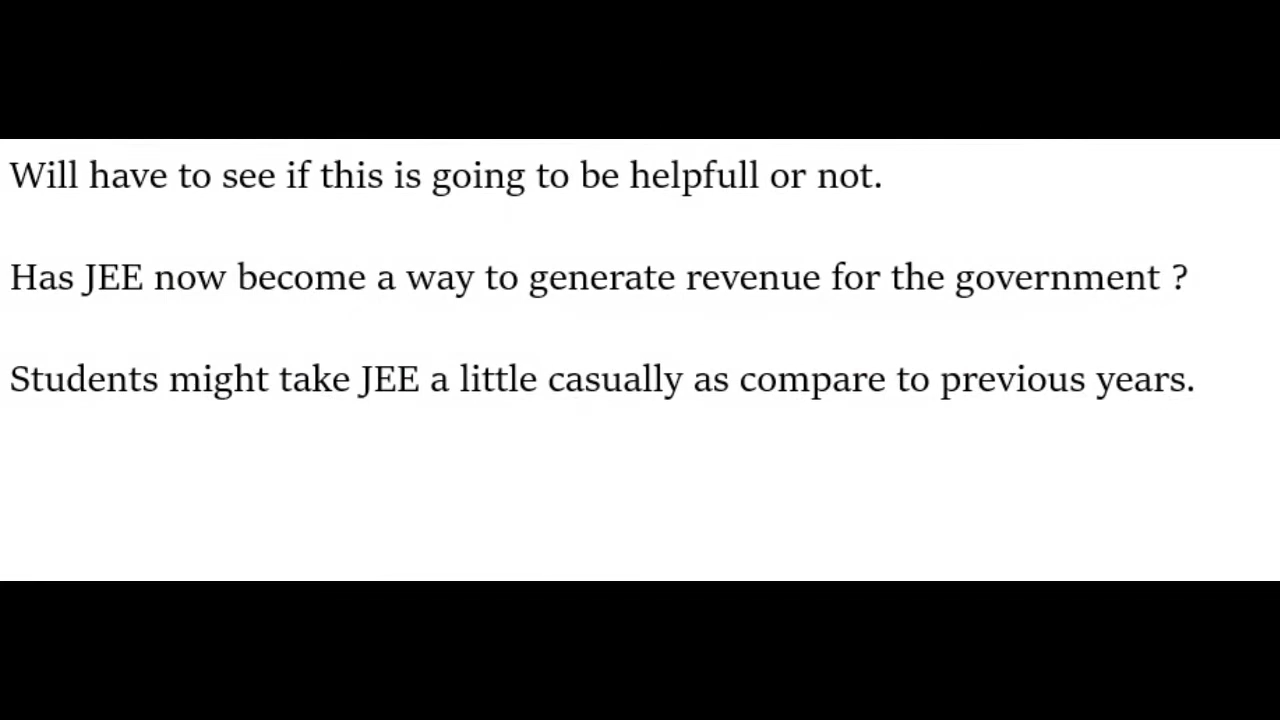 Will have to see if this is going to be helpfull or not.
Has JEE now become a way to generate revenue for the government ?
Students might take JEE a little casually as compare to previous years.